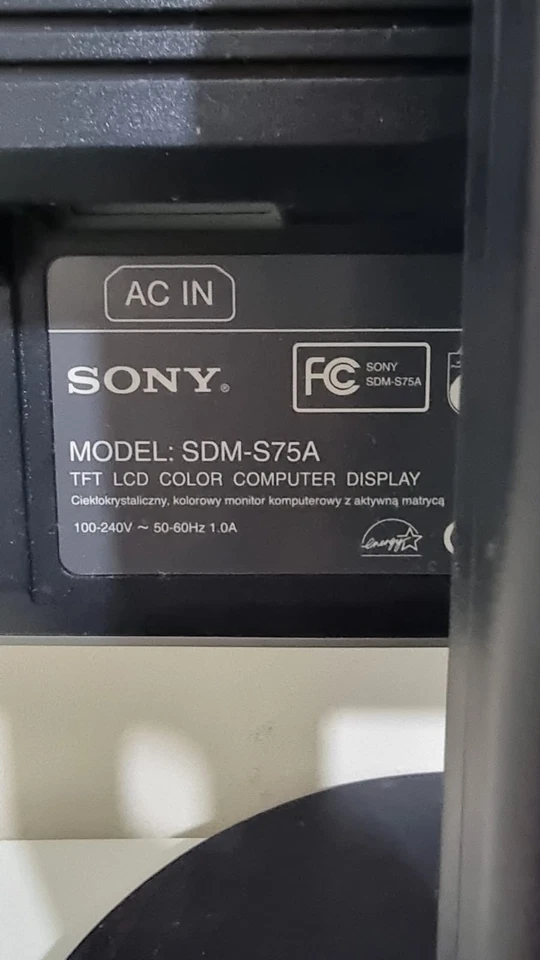 AC IN
SONY®
FC SONY
SDM-S75A
MODEL: SDM-S75A
TFT LCD COLOR COMPUTER DISPLAY
Ciekłokrystaliczny, kolorowy monitor komputerowy z aktywną matrycą
100-240V ~ 50-60Hz 1.0A
energy